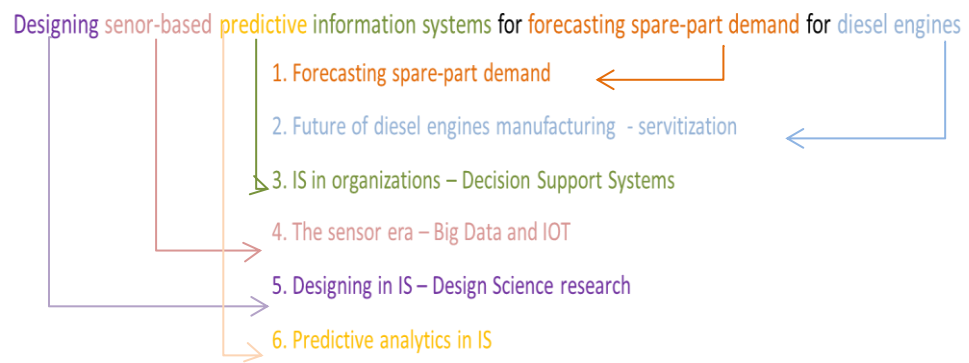 Designing senor-based predictive information systems for forecasting spare-part demand for diesel engines
1. Forecasting spare-part demand
2. Future of diesel engines manufacturing - servitization
3. IS in organizations – Decision Support Systems
4. The sensor era – Big Data and IOT
5. Designing in IS – Design Science research
6. Predictive analytics in IS